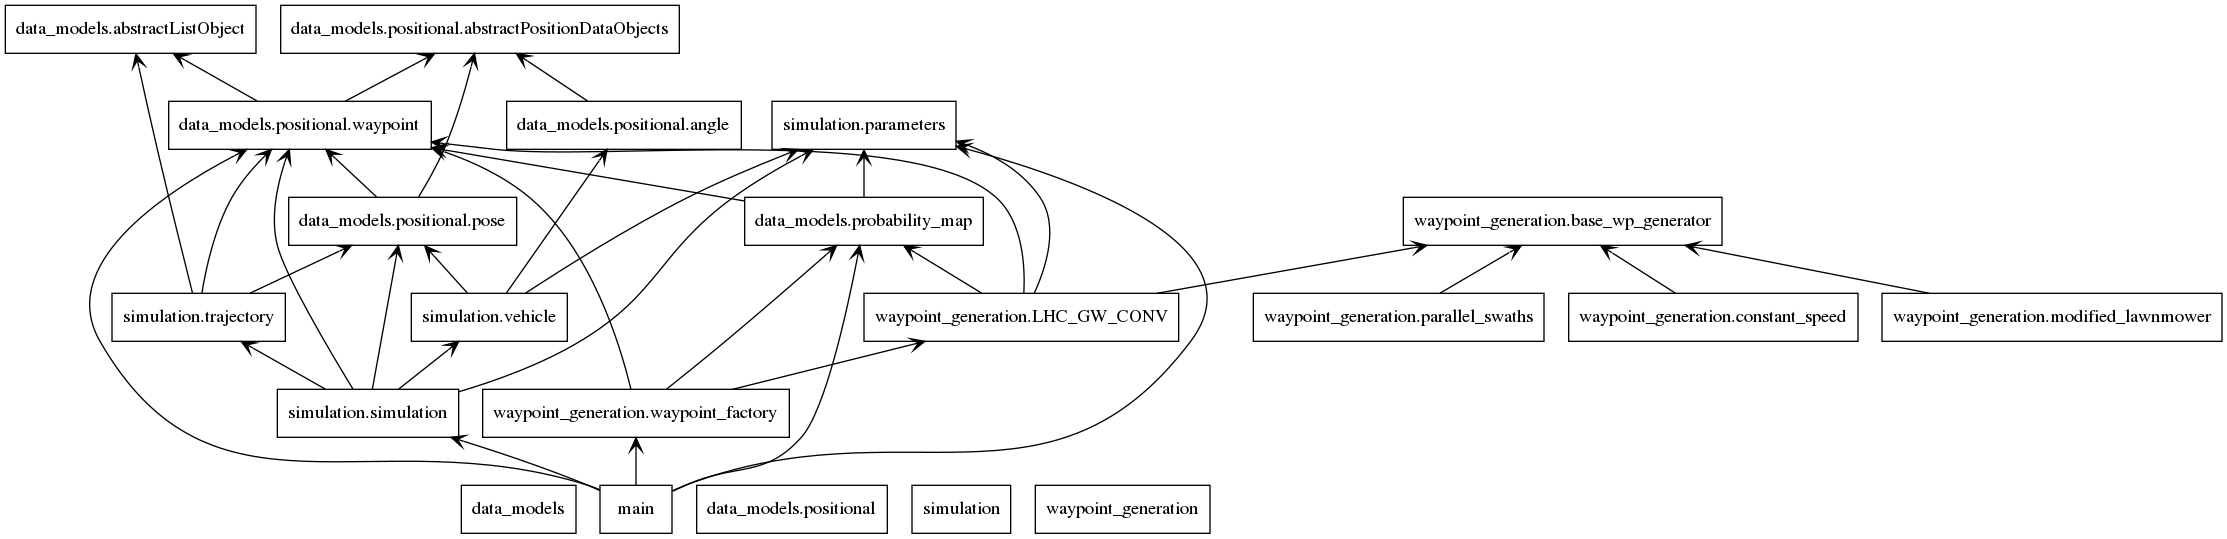 data_models.abstractListObject
data_models.positional.abstractPositionDataObjects
data_models.positional.waypoint
data_models.positional.angle
simulation.parameters
data_models.positional.pose
data_models.probability_map
waypoint_generation.base_wp_generator
simulation.trajectory
simulation.vehicle
waypoint_generation.LHC_GW_CONV
waypoint_generation.parallel_swaths
waypoint_generation.constant_speed
waypoint_generation.modified_lawnmower
simulation.simulation
waypoint_generation.waypoint_factory
data_models
main
data_models.positional
simulation
waypoint_generation